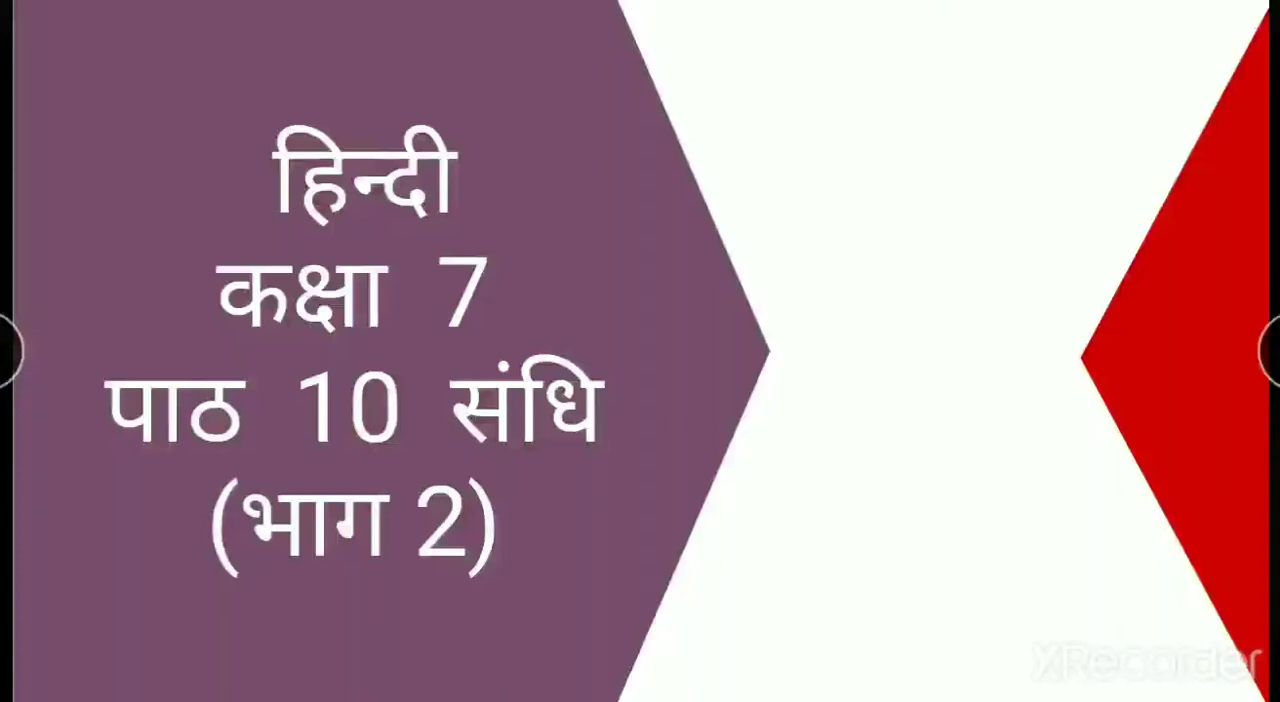 हिन्दी
कक्षा 7
पाठ 10 संधि
(भाग 2)
XRecorder